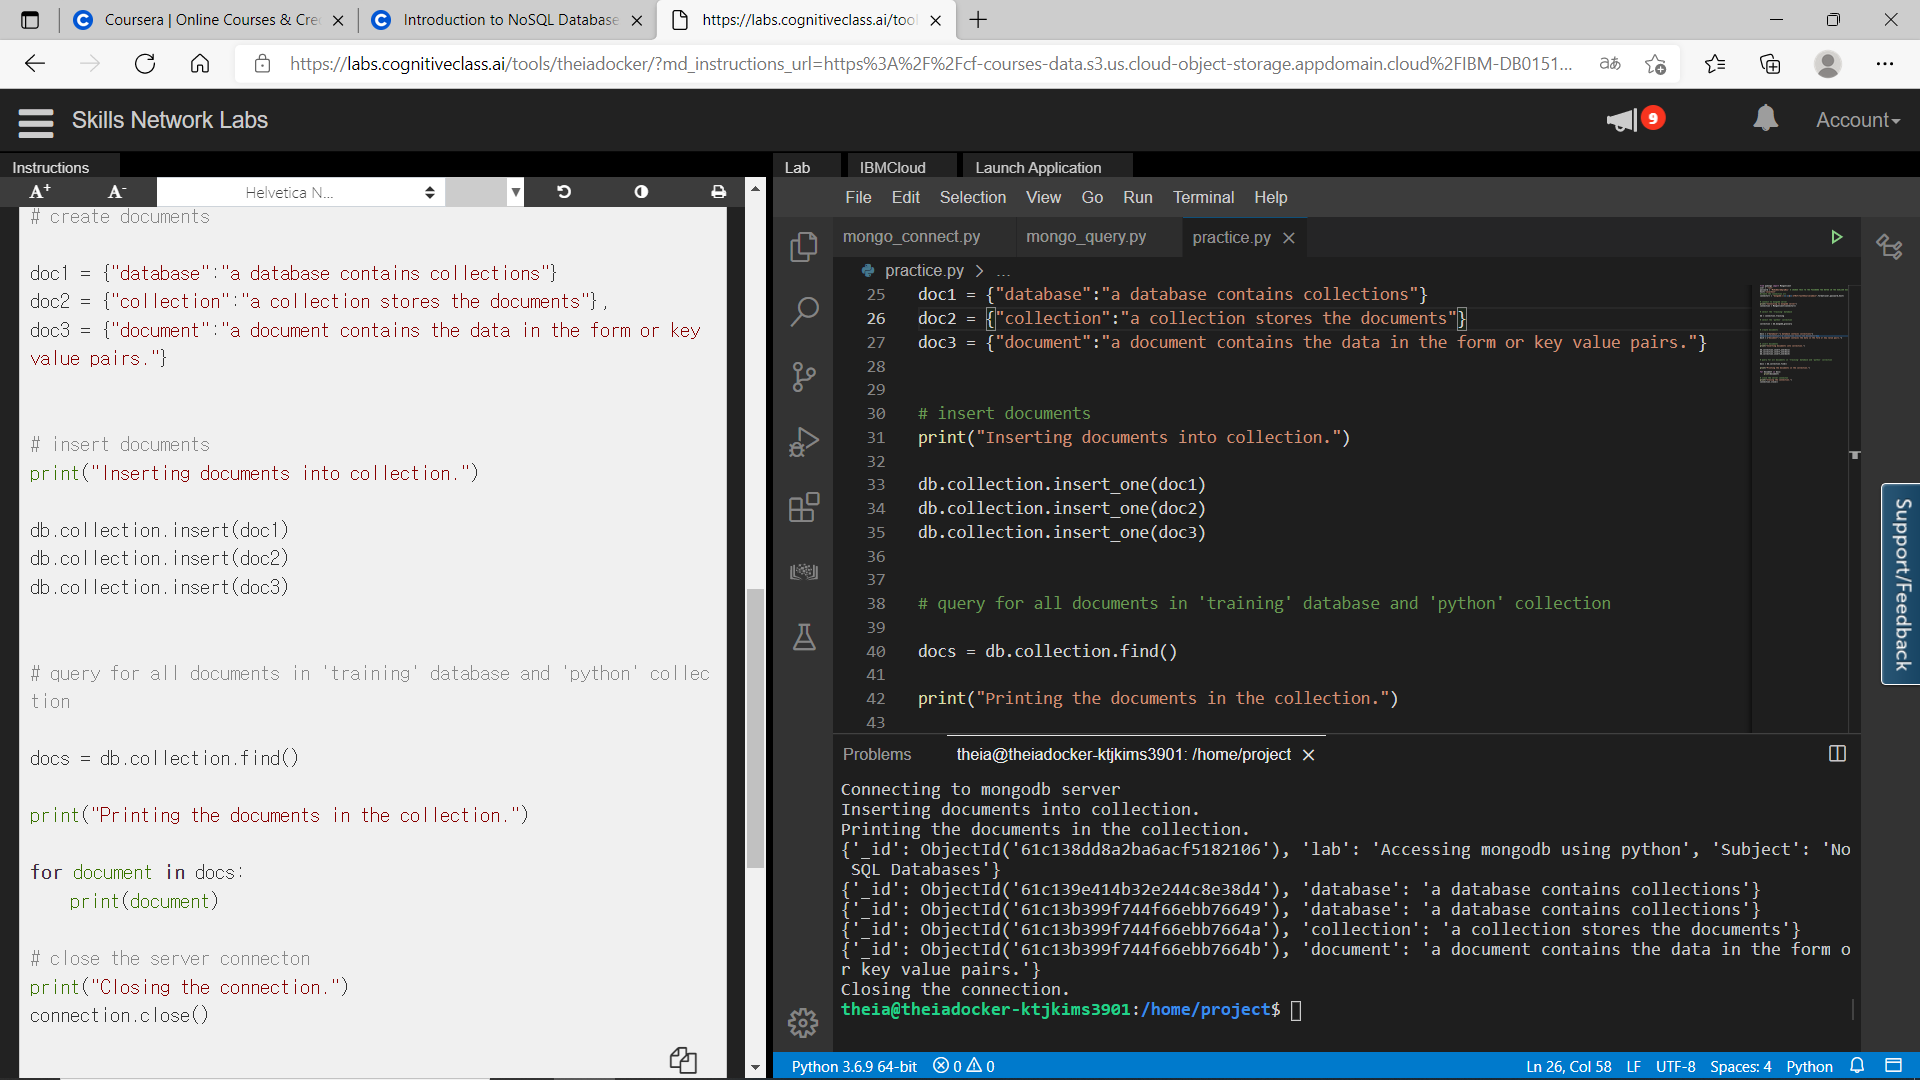 Coursera | Online Courses & Cre
Introduction to NoSQL Database
https://labs.cognitiveclass.ai/tool
https://labs.cognitiveclass.ai/tools/theiadocker/?md_instructions_url=https%3A%2F%2Fcf-courses-data.s3.us.cloud-object-storage.appdomain.cloud%2FIBM-DB0151...
Skills Network Labs
9
Account
Instructions
A+ A- Helvetica N...
# create documents
doc1 = {"database":"a database contains collections"}
doc2 = {"collection":"a collection stores the documents"},
doc3 = {"document":"a document contains the data in the form or key
value pairs."}
# insert documents
print("Inserting documents into collection.")
db.collection.insert(doc1)
db.collection.insert(doc2)
db.collection.insert(doc3)
# query for all documents in 'training' database and 'python' collec
tion
docs = db.collection.find()
print("Printing the documents in the collection.")
for document in docs:
print(document)
# close the server connecton
print("Closing the connection.")
connection.close()
Lab IBMCloud Launch Application
File Edit Selection View Go Run Terminal Help
mongo_connect.py mongo_query.py practice.py
practice.py > ...
25 doc1 = {"database":"a database contains collections"}
26 doc2 = {"collection":"a collection stores the documents"}
27 doc3 = {"document":"a document contains the data in the form or key value pairs."}
28
29
30 # insert documents
31 print("Inserting documents into collection.")
32
33 db.collection.insert_one(doc1)
34 db.collection.insert_one(doc2)
35 db.collection.insert_one(doc3)
36
37
38 # query for all documents in 'training' database and 'python' collection
39
40 docs = db.collection.find()
41
42 print("Printing the documents in the collection.")
43
Support/Feedback
Problems theia@theiadocker-ktjkims3901: /home/project
Connecting to mongodb server
Inserting documents into collection.
Printing the documents in the collection.
{'_id': ObjectId('61c138dd8a2ba6acf5182106'), 'lab': 'Accessing mongodb using python', 'Subject': 'No
SQL Databases'}
{'_id': ObjectId('61c139e414b32e244c8e38d4'), 'database': 'a database contains collections'}
{'_id': ObjectId('61c13b399f744f66ebb76649'), 'database': 'a database contains collections'}
{'_id': ObjectId('61c13b399f744f66ebb7664a'), 'collection': 'a collection stores the documents'}
{'_id': ObjectId('61c13b399f744f66ebb7664b'), 'document': 'a document contains the data in the form o
r key value pairs.'}
Closing the connection.
theia@theiadocker-ktjkims3901:/home/project$
Python 3.6.9 64-bit 0 0 Ln 26, Col 58 LF UTF-8 Spaces: 4 Python